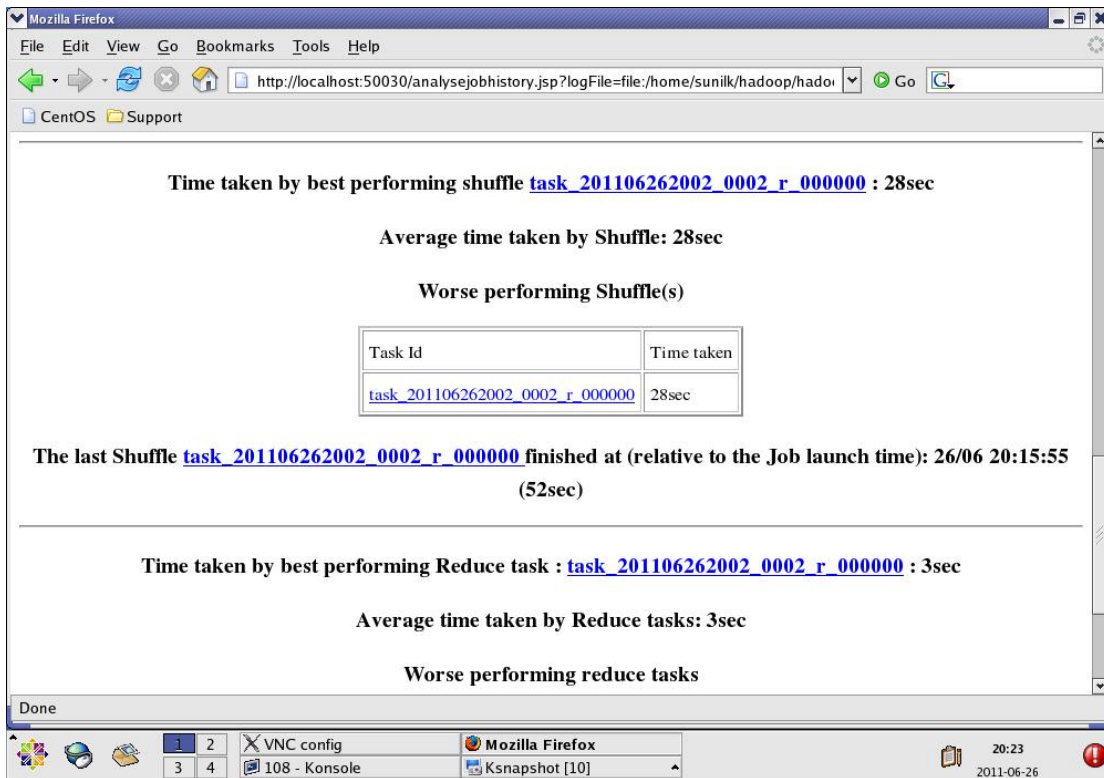 Mozilla Firefox
File Edit View Go Bookmarks Tools Help
http://localhost:50030/analysejobhistory.jsp?logFile=file:/home/sunilk/hadoop/hadoo
Go
G
CentOS Support
Time taken by best performing shuffle task_201106262002_0002_r_000000 : 28sec
Average time taken by Shuffle: 28sec
Worse performing Shuffle(s)
Task Id Time taken
task_201106262002_0002_r_000000 28sec
The last Shuffle task_201106262002_0002_r_000000 finished at (relative to the Job launch time): 26/06 20:15:55
(52sec)
Time taken by best performing Reduce task : task_201106262002_0002_r_000000 : 3sec
Average time taken by Reduce tasks: 3sec
Worse performing reduce tasks
Done
1 2 VNC config Mozilla Firefox 20:23
3 4 108 - Konsole Ksnapshot [10] 2011-06-26